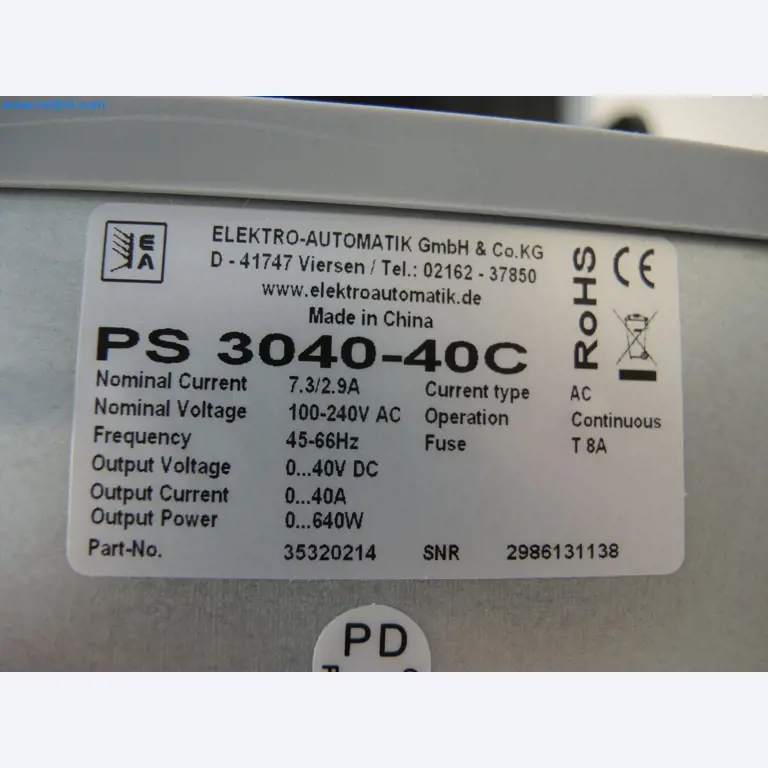 ELEKTRO-AUTOMATIK GmbH & Co.KG
D - 41747 Viersen / Tel.: 02162 - 37850
www.elektroautomatik.de
Made in China
EA
RoHS
CE
PS 3040-40C
Nominal Current 7.3/2.9A Current type AC
Nominal Voltage 100-240V AC Operation Continuous
Frequency 45-66Hz Fuse T 8A
Output Voltage 0...40V DC
Output Current 0...40A
Output Power 0...640W
Part-No. 35320214 SNR 2986131138
PD